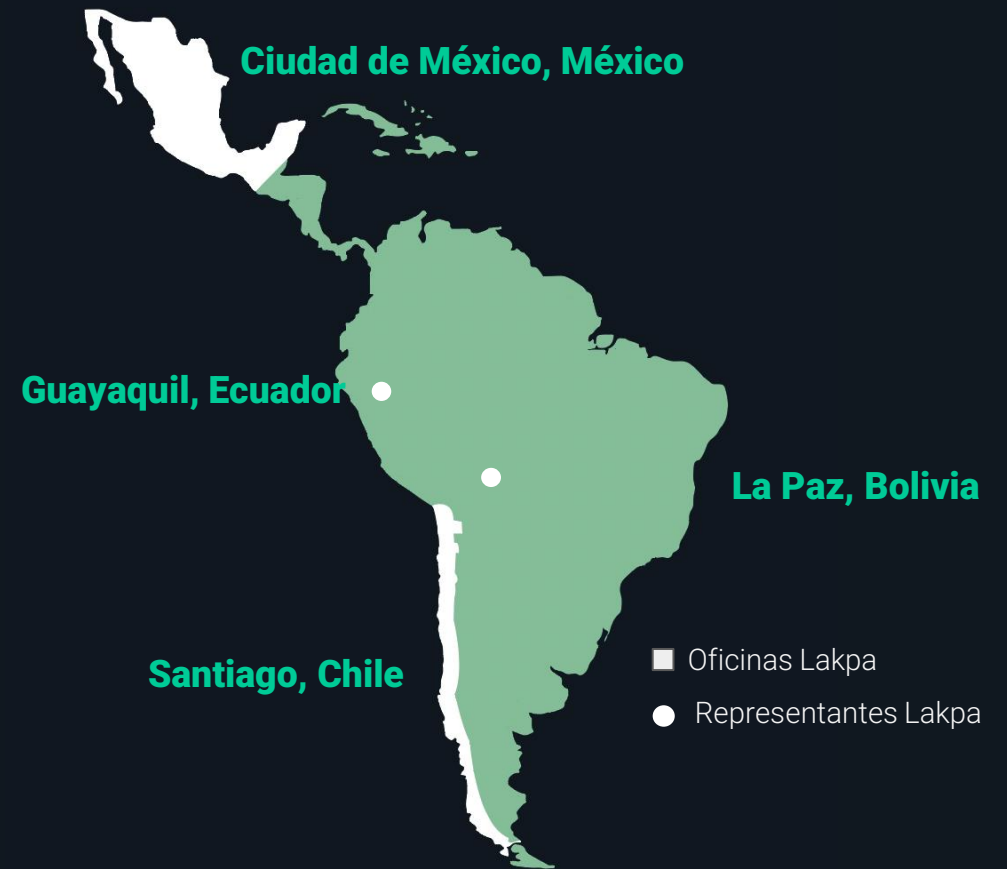 Ciudad de México, México
Guayaquil, Ecuador
La Paz, Bolivia
Santiago, Chile
Oficinas Lakpa
Representantes Lakpa